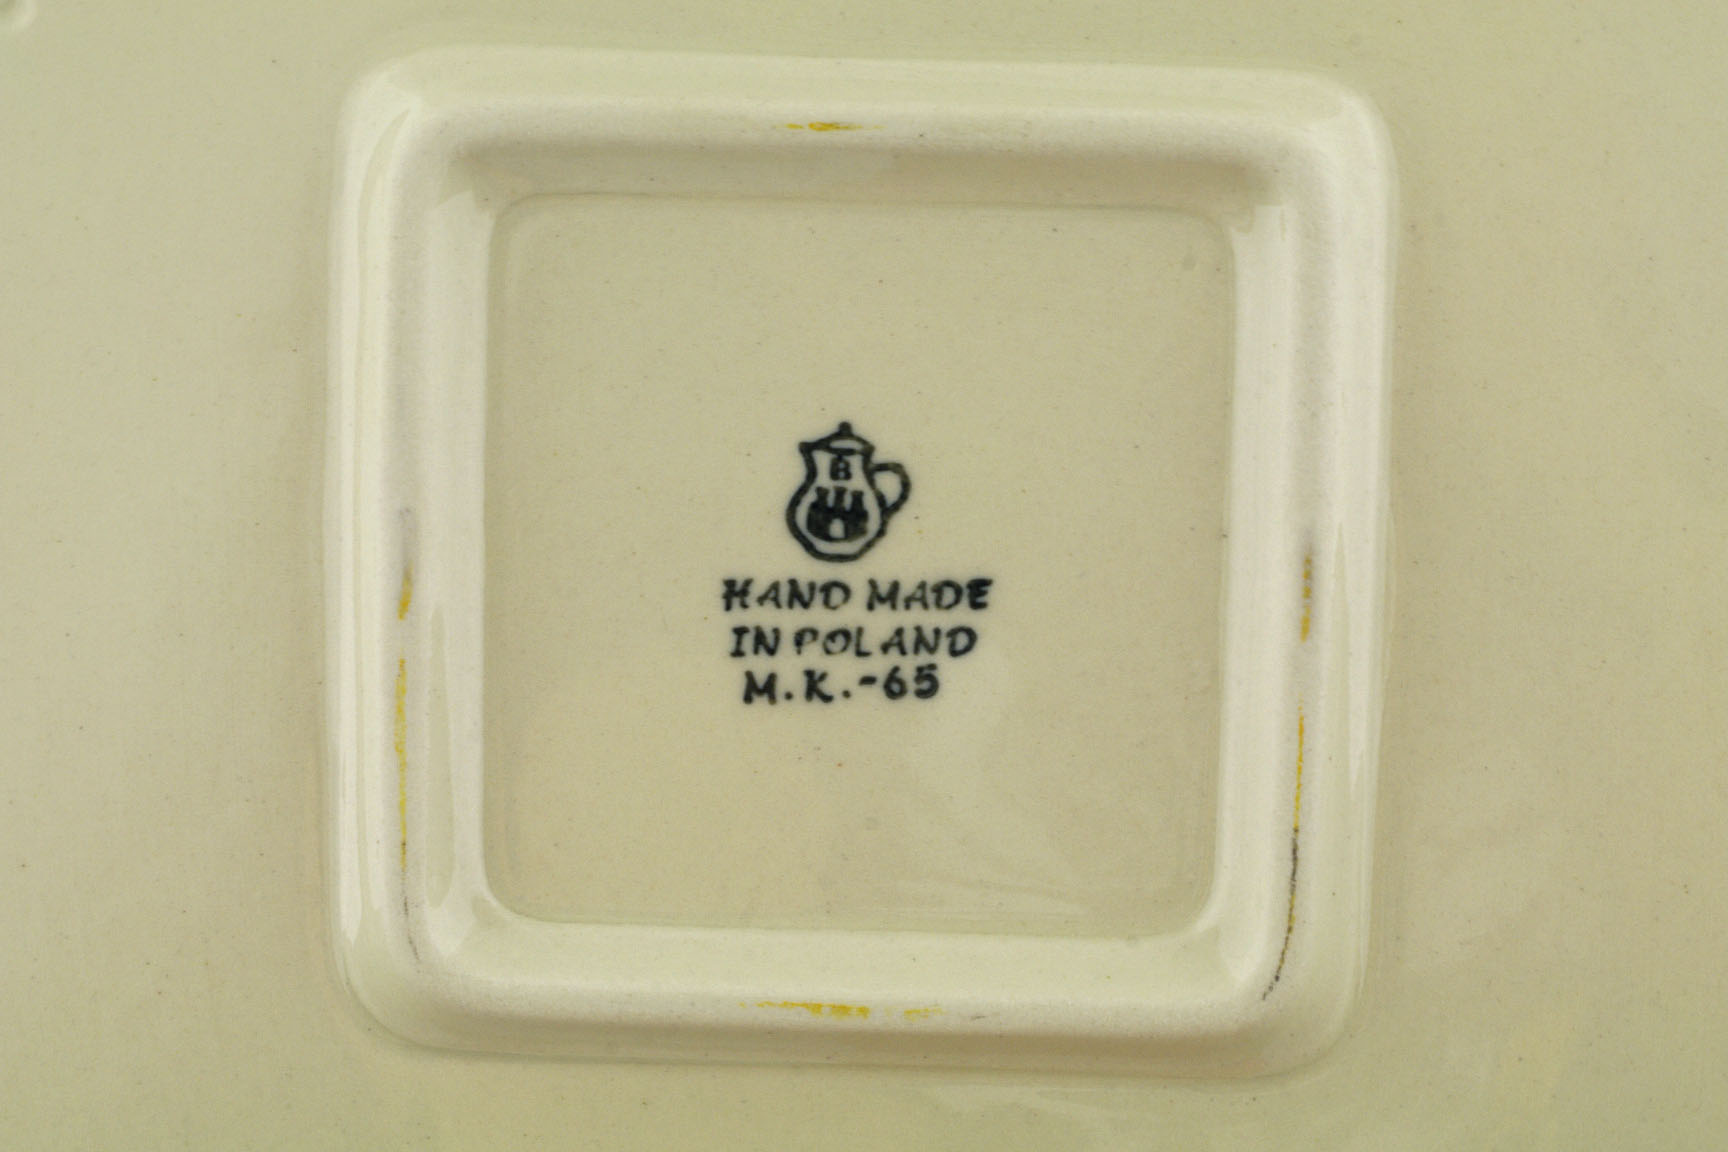 B
HAND MADE
IN POLAND
M.K.-65